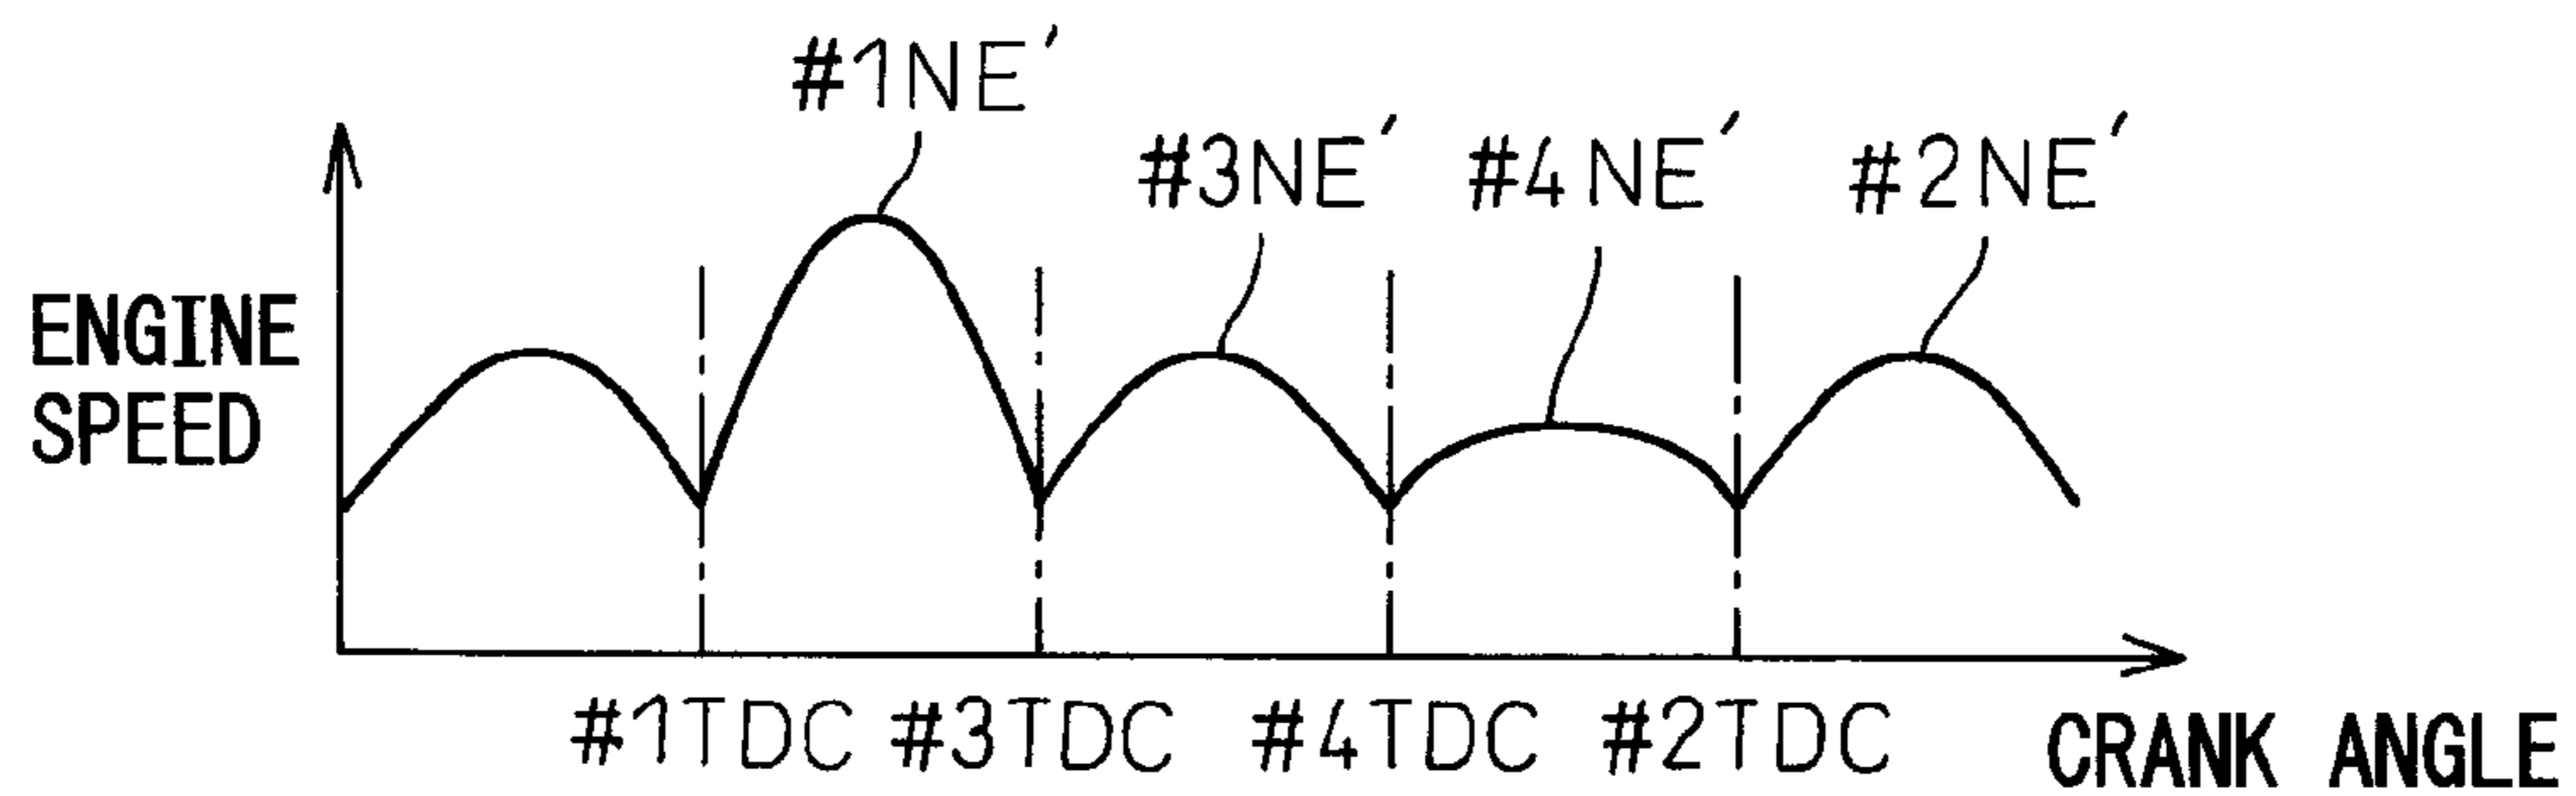 #1NE′
#3NE′ #4NE′ #2NE′
ENGINE
SPEED
#1TDC #3TDC #4TDC #2TDC
CRANK ANGLE